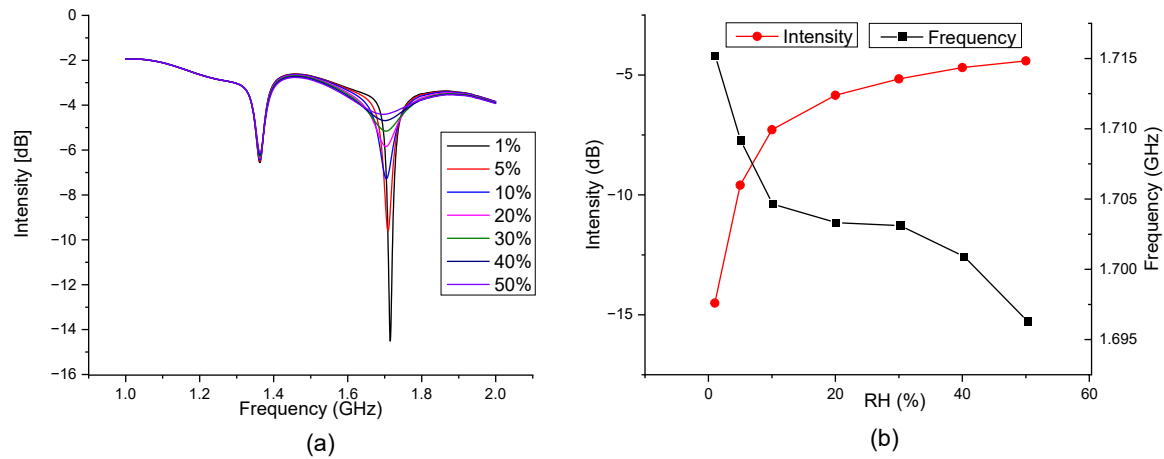 0
−2
−4
−6
−8
−10
−12
−14
−16
Intensity [dB]
1.0 1.2 1.4 1.6 1.8 2.0
Frequency (GHz)
1%
5%
10%
20%
30%
40%
50%
(a)
Intensity Frequency
−5
−10
−15
Intensity (dB)
0 20 40 60
RH (%)
1.715
1.710
1.705
1.700
1.695
Frequency (GHz)
(b)